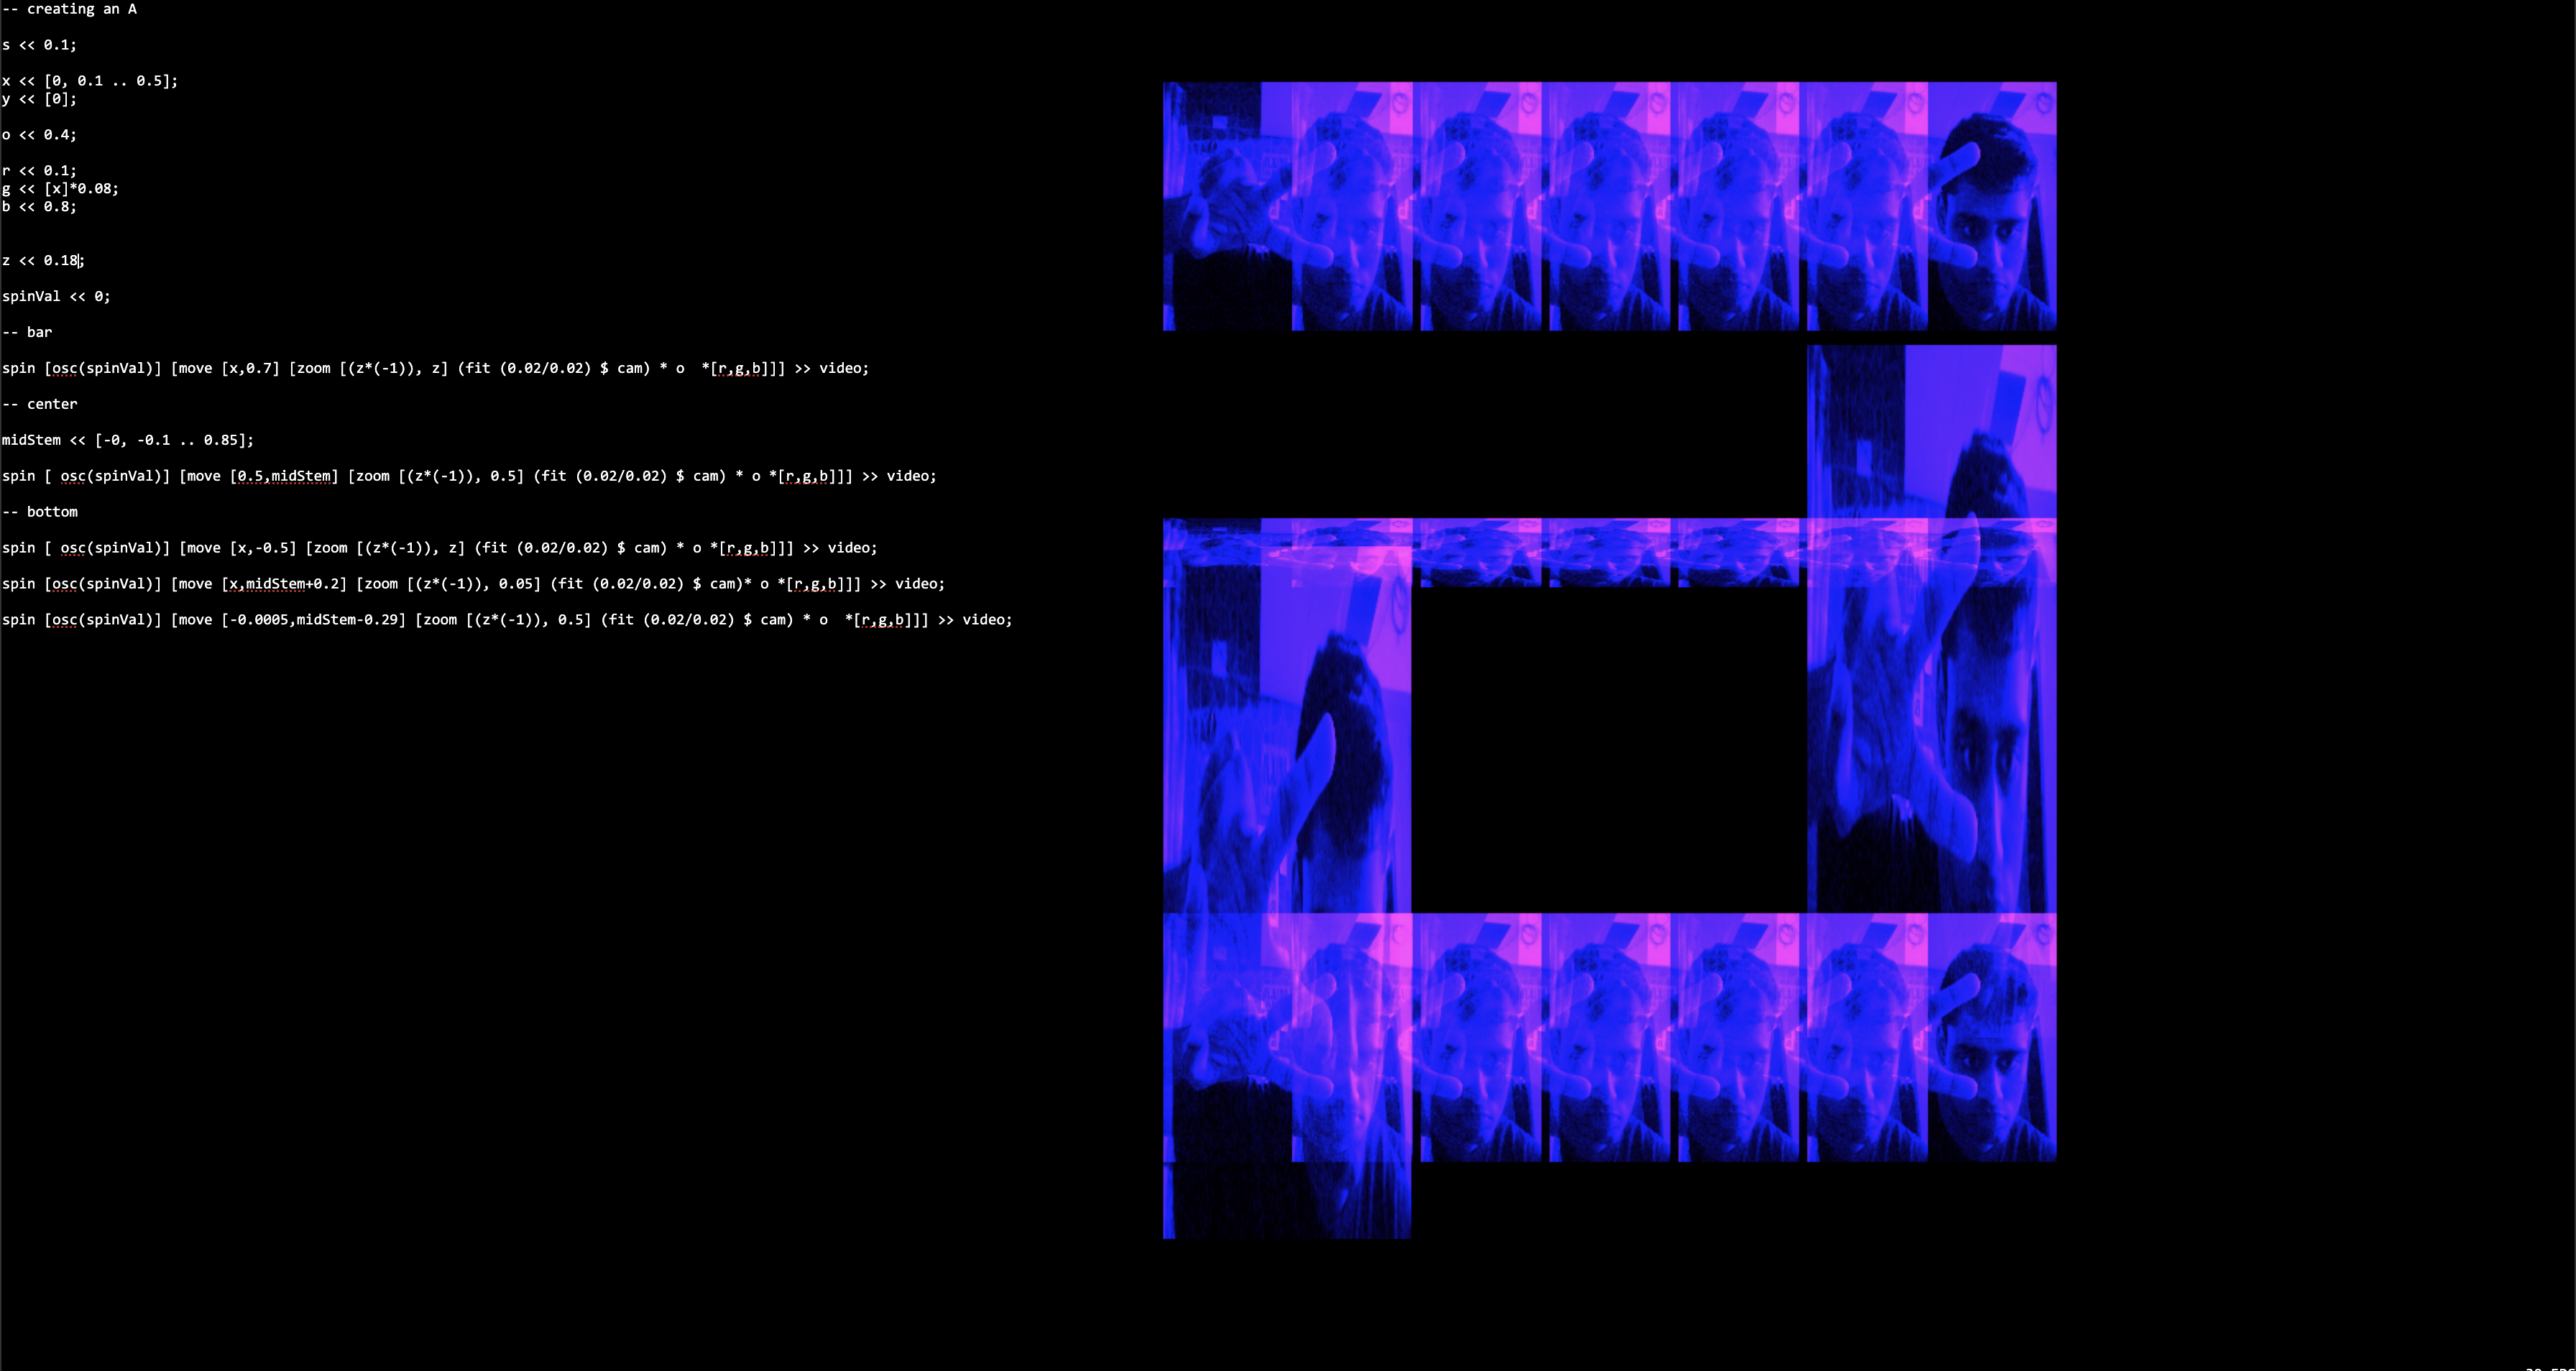 -- creating an A
s << 0.1;
x << [0, 0.1 .. 0.5];
y << [0];
o << 0.4;
r << 0.1;
g << [x]*0.08;
b << 0.8;
z << 0.18;
spinVal << 0;
-- bar
spin [osc(spinVal)] [move [x,0.7] [zoom [(z*(-1)), z] (fit (0.02/0.02) $ cam) * o  *[r,g,b]]] >> video;
-- center
midStem << [-0, -0.1 .. 0.85];
spin [ osc(spinVal)] [move [0.5,midStem] [zoom [(z*(-1)), 0.5] (fit (0.02/0.02) $ cam) * o *[r,g,b]]] >> video;
-- bottom
spin [ osc(spinVal)] [move [x,-0.5] [zoom [(z*(-1)), z] (fit (0.02/0.02) $ cam) * o *[r,g,b]]] >> video;
spin [osc(spinVal)] [move [x,midStem+0.2] [zoom [(z*(-1)), 0.05] (fit (0.02/0.02) $ cam)* o *[r,g,b]]] >> video;
spin [osc(spinVal)] [move [-0.0005,midStem-0.29] [zoom [(z*(-1)), 0.5] (fit (0.02/0.02) $ cam) * o  *[r,g,b]]] >> video;